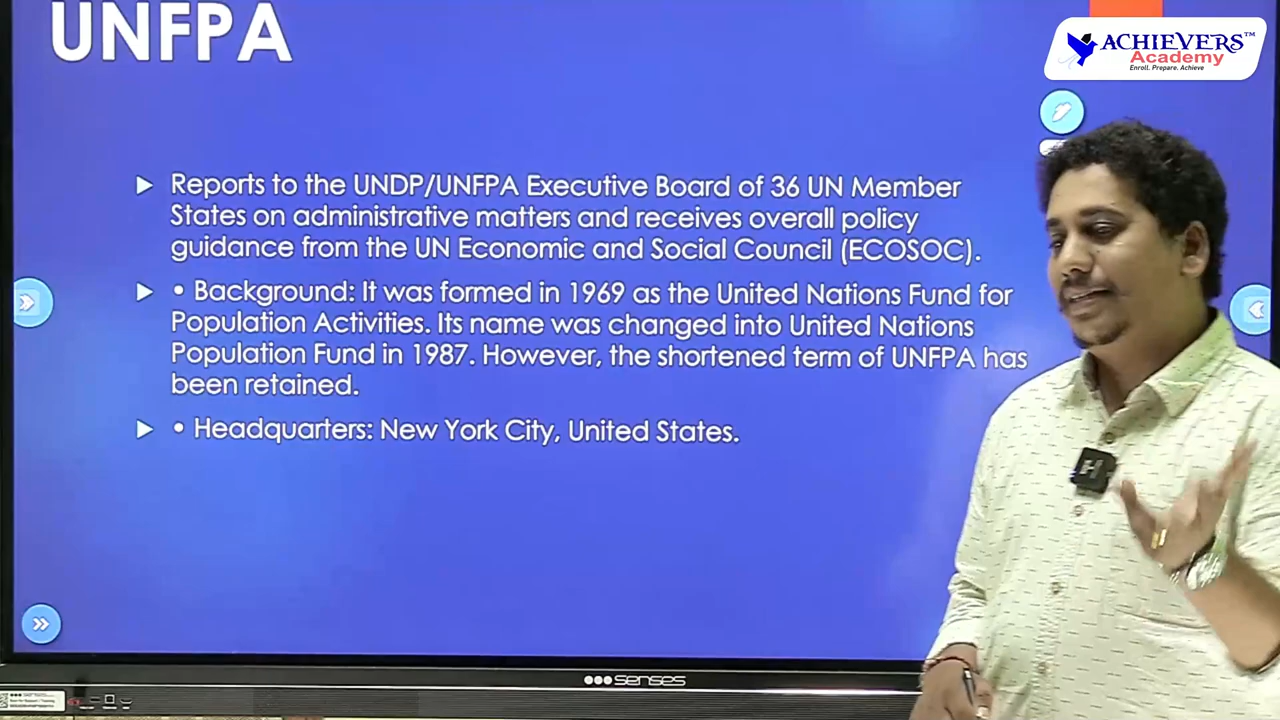 UNFPA
ACHIEVERS™
Academy
Enroll. Prepare. Achieve
Reports to the UNDP/UNFPA Executive Board of 36 UN Member
States on administrative matters and receives overall policy
guidance from the UN Economic and Social Council (ECOSOC).
• Background: It was formed in 1969 as the United Nations Fund for
Population Activities. Its name was changed into United Nations
Population Fund in 1987. However, the shortened term of UNFPA has
been retained.
• Headquarters: New York City, United States.
senses